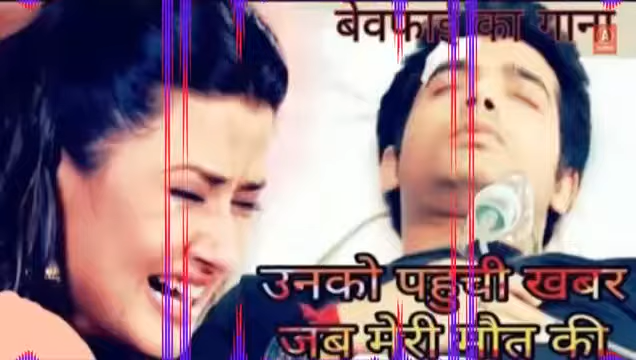 बेवफाई का गाना
उनको पहुची खबर
जब मेरी मौत की